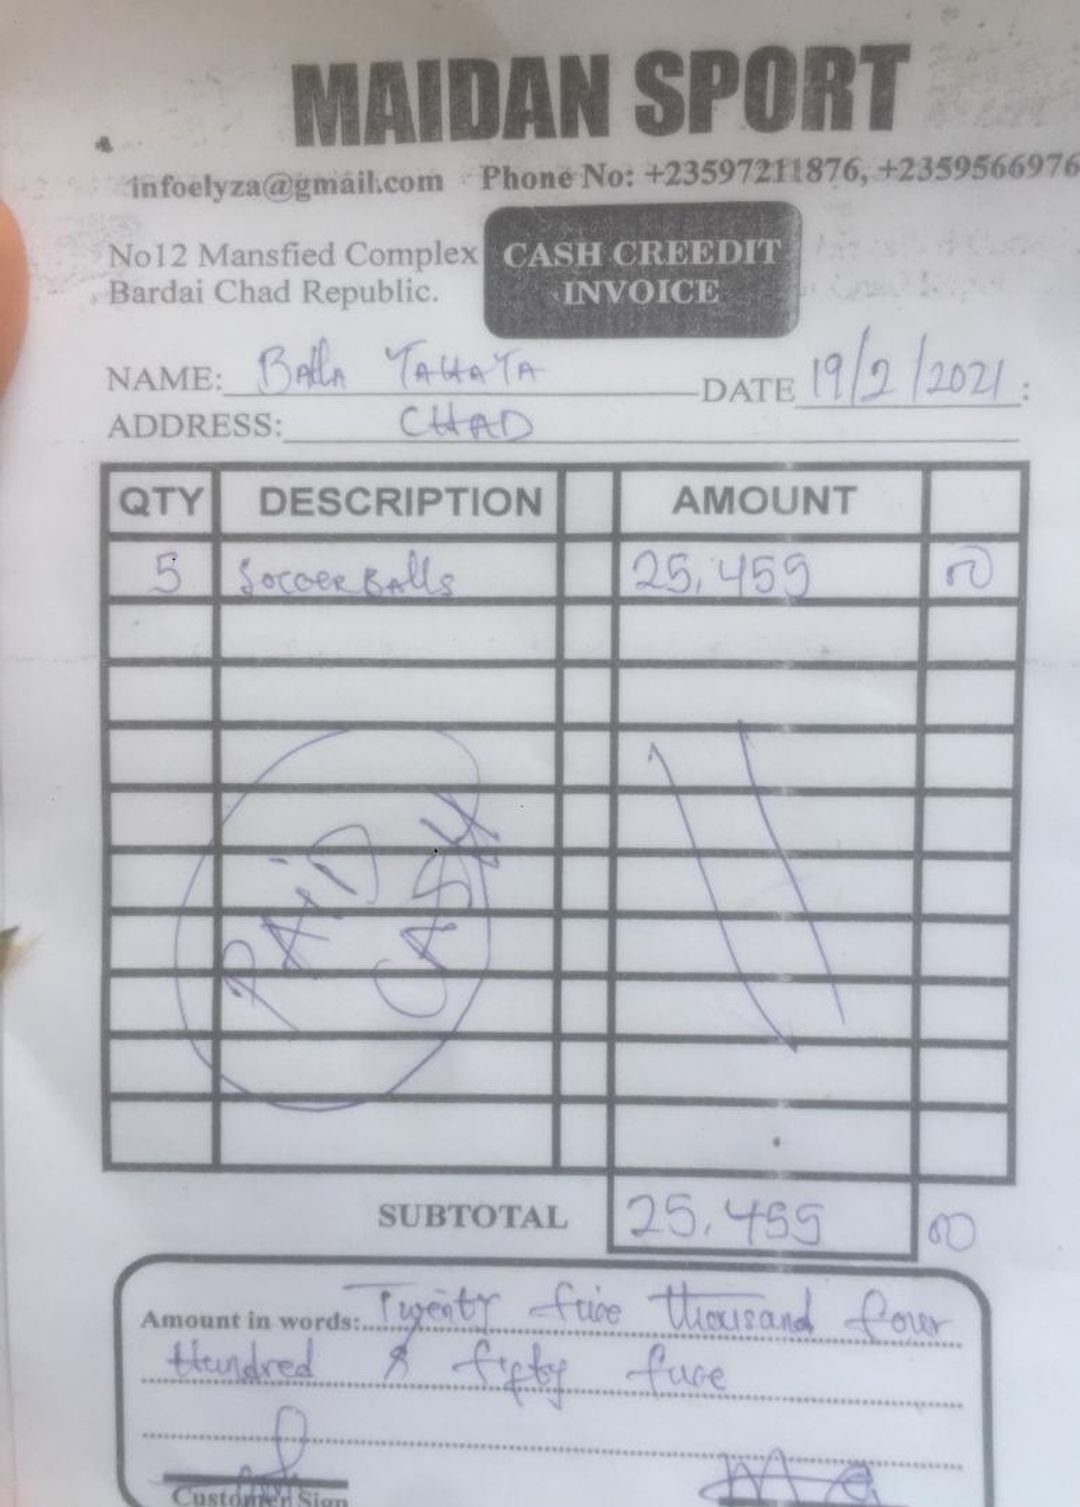 MAIDAN SPORT
infoelyza@gmail.com Phone No: +23597211876, +2359566976
No12 Mansfied Complex
Bardai Chad Republic.
CASH CREEDIT
INVOICE
NAME: Balla DATE 19/2/2021
ADDRESS: CHAD
QTY DESCRIPTION AMOUNT
5 Soccer Balls 25,455 00
PAID
CASH
SUBTOTAL 25,455 00
Amount in words: Twenty five thousand four
Hundred & fifty five
Customer Sign